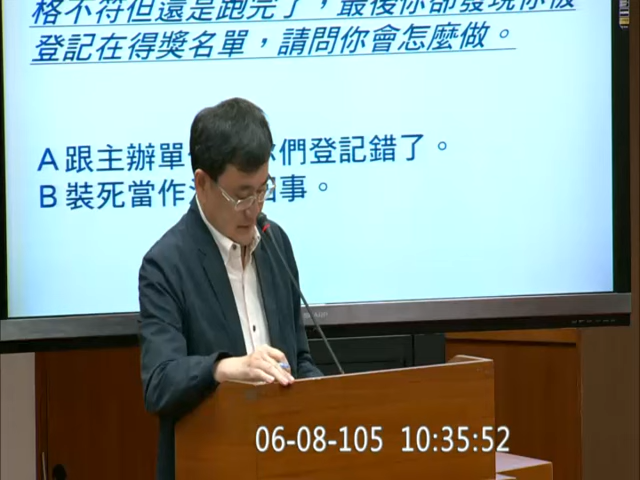 格不符但還是跑完了，最後你卻發現你被
登記在得獎名單，請問你會怎麼做。
A 跟主辦單 們登記錯了。
B 裝死當作 事。
SHARP
06-08-105 10:35:52